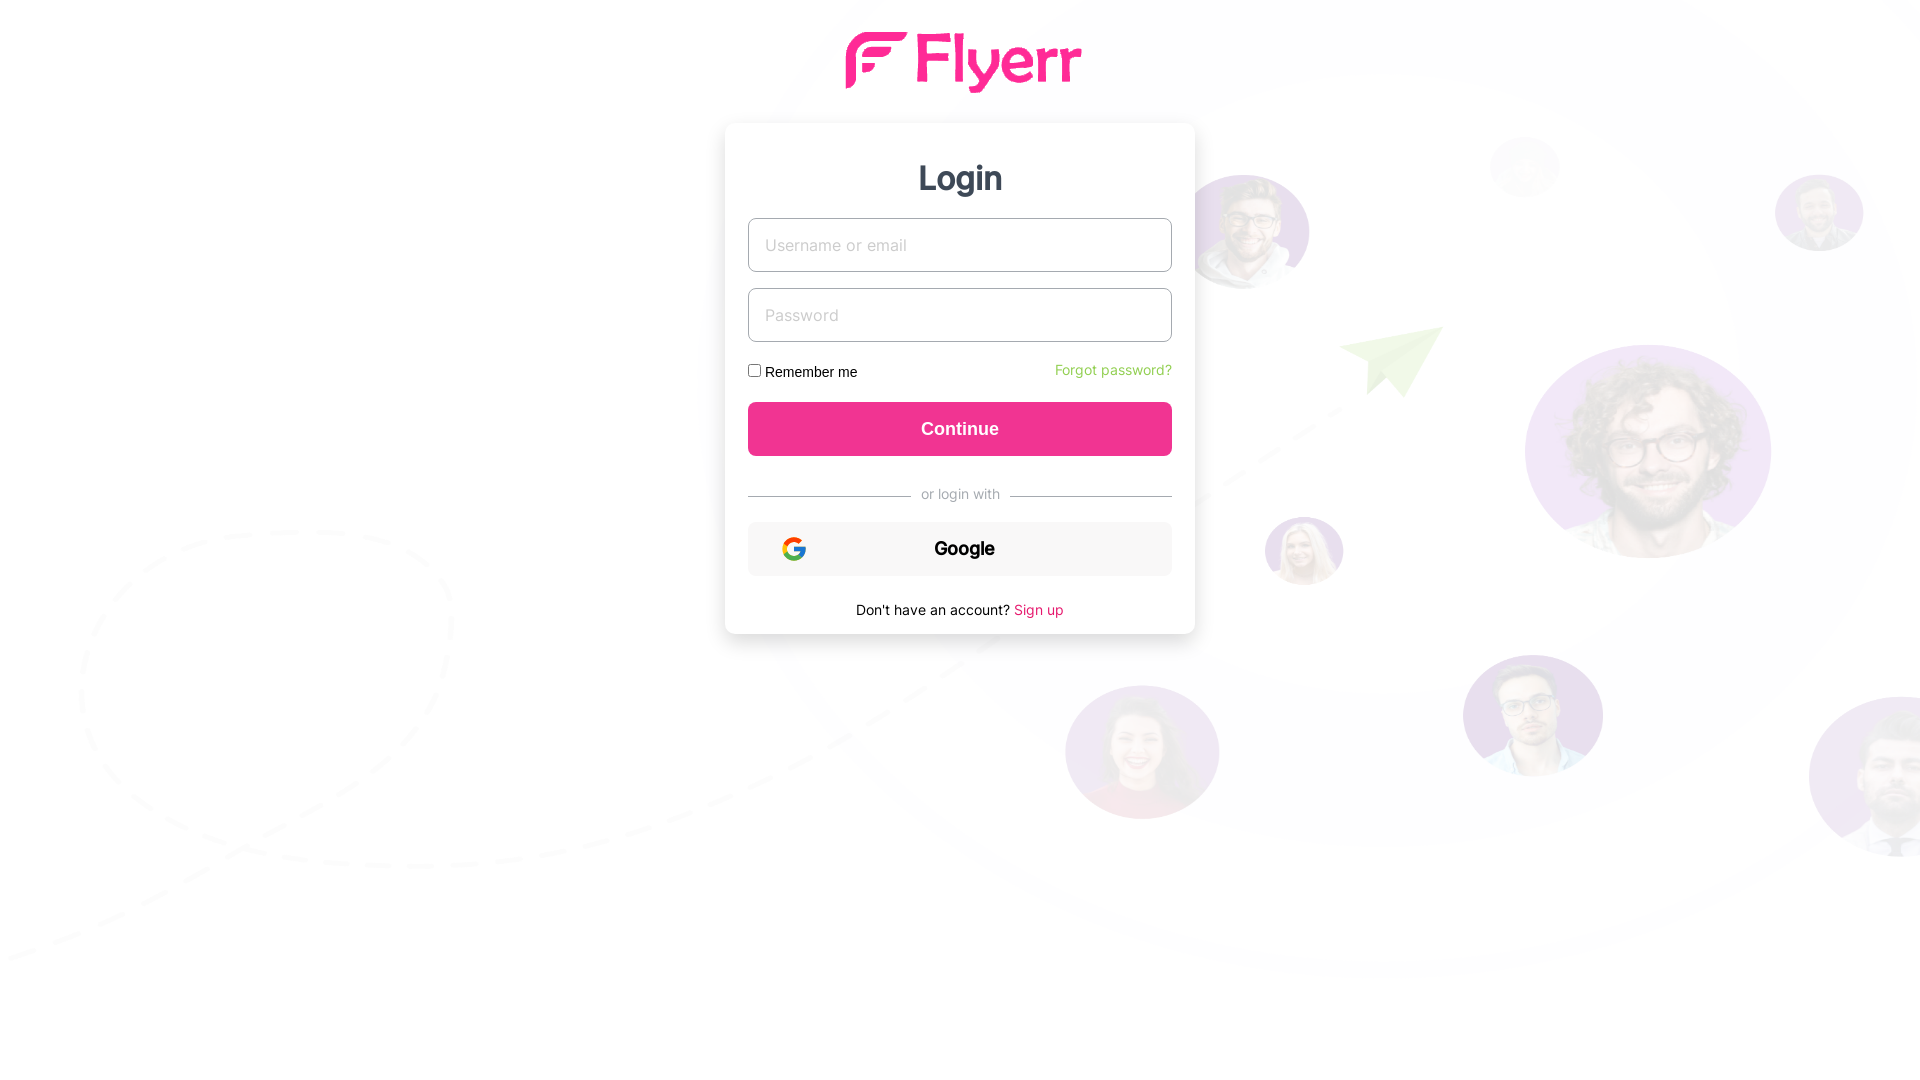 Flyerr
Login
Username or email
Password
Remember me
Forgot password?
Continue
or login with
Google
Don't have an account? Sign up